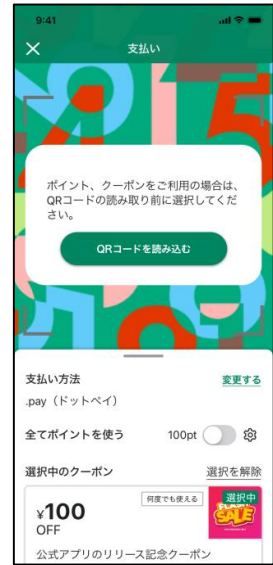 9:41
支払い
ポイント、クーポンをご利用の場合は、
QRコードの読み取り前に選択してくだ
さい。
QRコードを読み込む
支払い方法 変更する
.pay（ドットペイ）
全てポイントを使う 100pt
選択中のクーポン 選択を解除
¥100 何度でも使える 選択中
OFF FLASH SALE
公式アプリのリリース記念クーポン